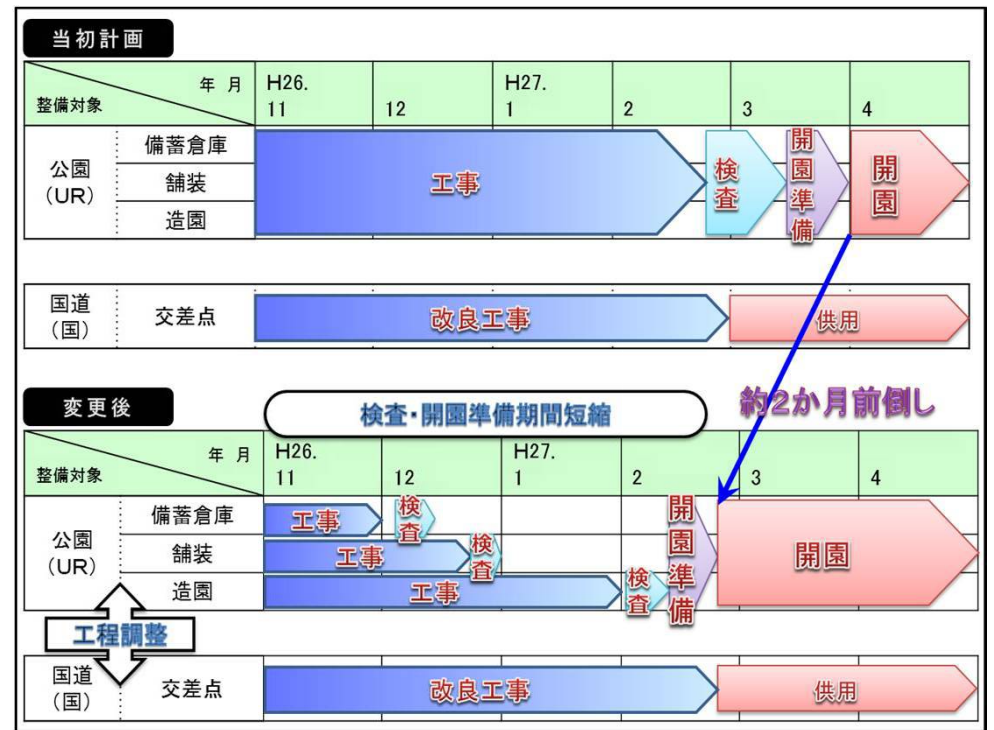 当初計画
年 月
整備対象
H26.
11
12
H27.
1
2
3
4
公園
（UR）
備蓄倉庫
舗装
造園
工事
検査
開園準備
開園
国道
（国）
交差点
改良工事
供用
変更後
検査・開園準備期間短縮
約2か月前倒し
年 月
整備対象
H26.
11
12
H27.
1
2
3
4
公園
（UR）
備蓄倉庫
工事
検査
舗装
工事
検査
造園
工事
検査
開園準備
開園
工程調整
国道
（国）
交差点
改良工事
供用